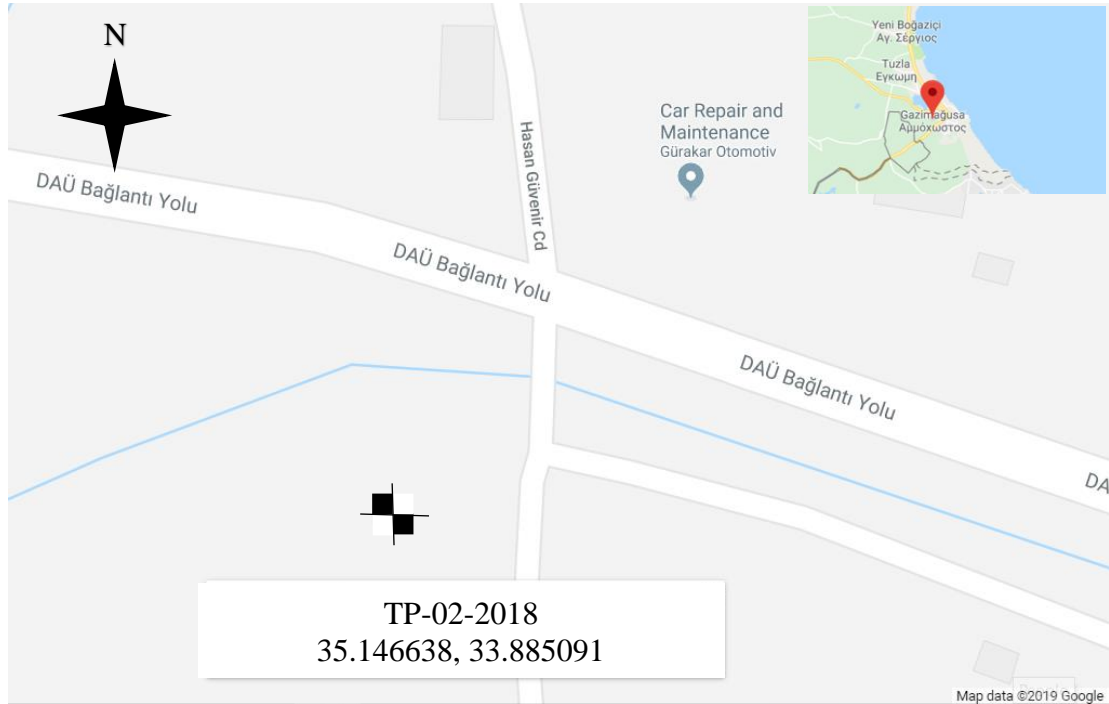 N
Yeni Boğaziçi
Αγ. Σέργιος
Tuzla
Εγκωμη
Gazimağusa
Αμμόχωστος
Car Repair and
Maintenance
Gürakar Otomotiv
Hasan Güvenir Cd
DAÜ Bağlantı Yolu
DAÜ Bağlantı Yolu
DAÜ Bağlantı Yolu
DA
TP-02-2018
35.146638, 33.885091
Map data ©2019 Google